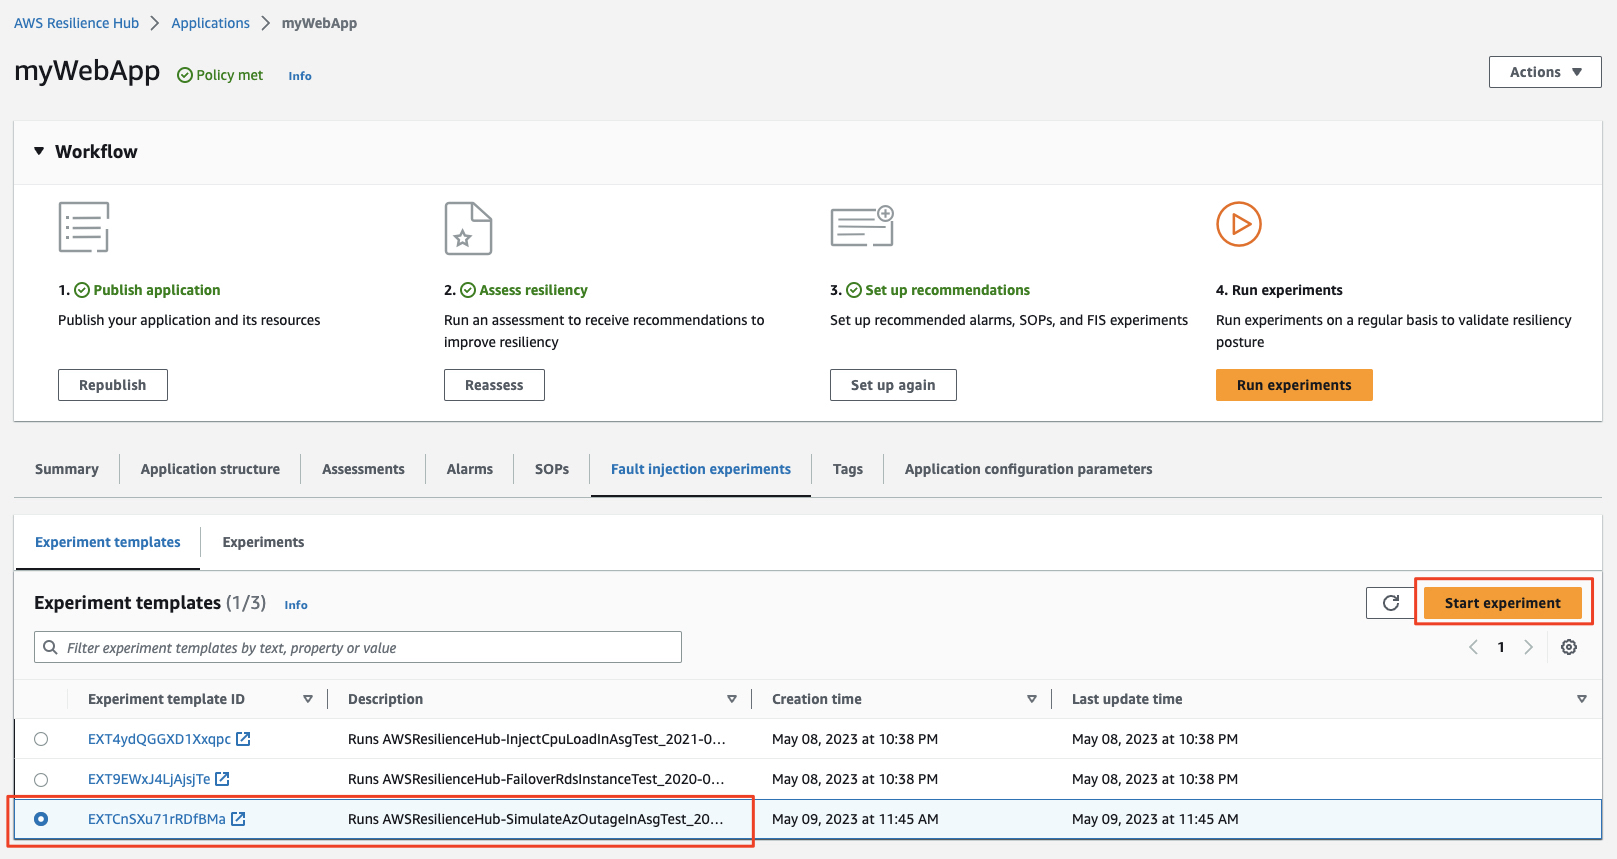 AWS Resilience Hub > Applications > myWebApp
myWebApp Policy met Info
Actions
Workflow
1. Publish application
Publish your application and its resources
Republish
2. Assess resiliency
Run an assessment to receive recommendations to
improve resiliency
Reassess
3. Set up recommendations
Set up recommended alarms, SOPs, and FIS experiments
Set up again
4. Run experiments
Run experiments on a regular basis to validate resiliency
posture
Run experiments
Summary Application structure Assessments Alarms SOPs Fault injection experiments Tags Application configuration parameters
Experiment templates Experiments
Experiment templates (1/3) Info
Start experiment
Filter experiment templates by text, property or value
1
Experiment template ID Description Creation time Last update time
EXT4ydQGGXD1Xxqpc Runs AWSResilienceHub-InjectCpuLoadInAsgTest_2021-0... May 08, 2023 at 10:38 PM May 08, 2023 at 10:38 PM
EXT9EWxJ4LjAjsjTe Runs AWSResilienceHub-FailoverRdsInstanceTest_2020-0... May 08, 2023 at 10:38 PM May 08, 2023 at 10:38 PM
EXTCnSXu71rRDfBMa Runs AWSResilienceHub-SimulateAzOutageInAsgTest_20... May 09, 2023 at 11:45 AM May 09, 2023 at 11:45 AM